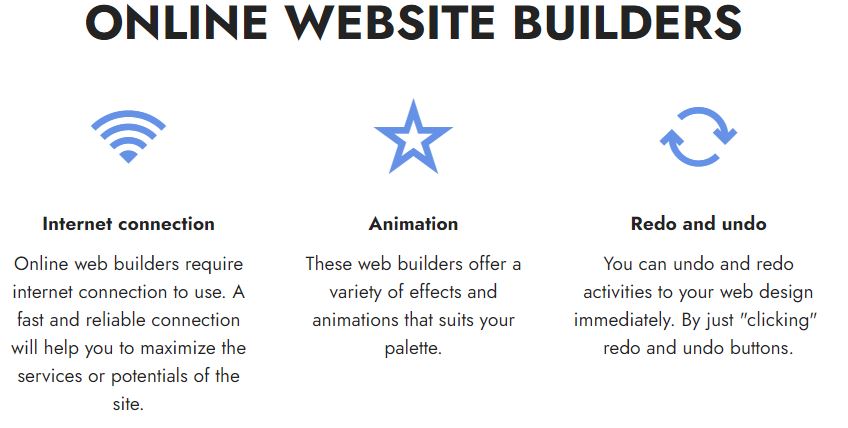 ONLINE WEBSITE BUILDERS
Internet connection
Online web builders require
internet connection to use. A
fast and reliable connection
will help you to maximize the
services or potentials of the
site.
Animation
These web builders offer a
variety of effects and
animations that suits your
palette.
Redo and undo
You can undo and redo
activities to your web design
immediately. By just "clicking"
redo and undo buttons.